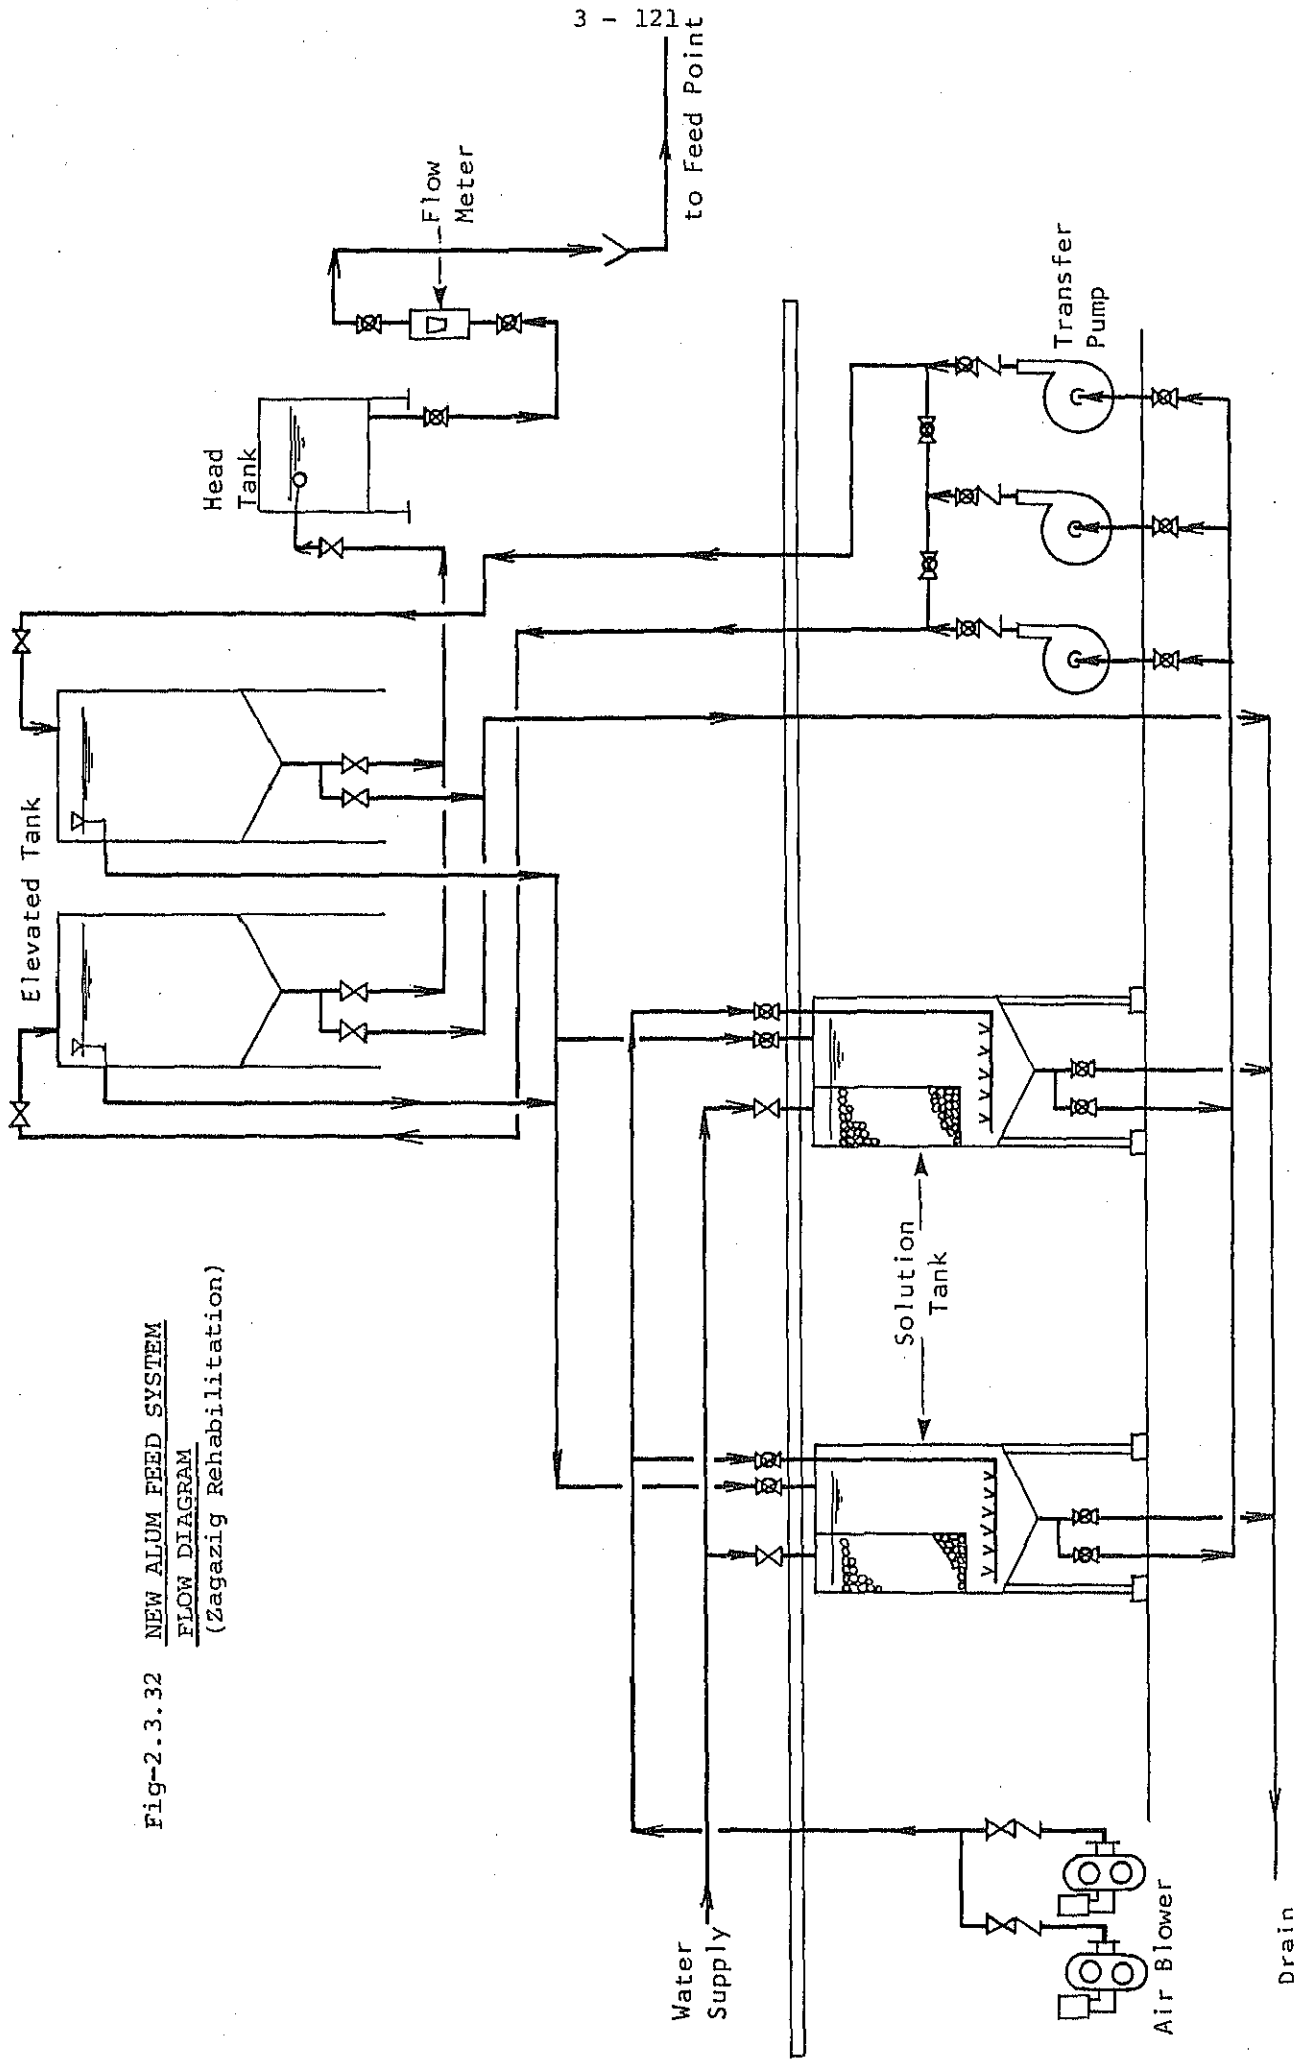 3 - 121
Fig-2.3.32 NEW ALUM FEED SYSTEM
FLOW DIAGRAM
(Zagazig Rehabilitation)
Elevated Tank
Head
Tank
Flow
Meter
to Feed Point
Water
Supply
Solution
Tank
Transfer
Pump
Air Blower
Drain